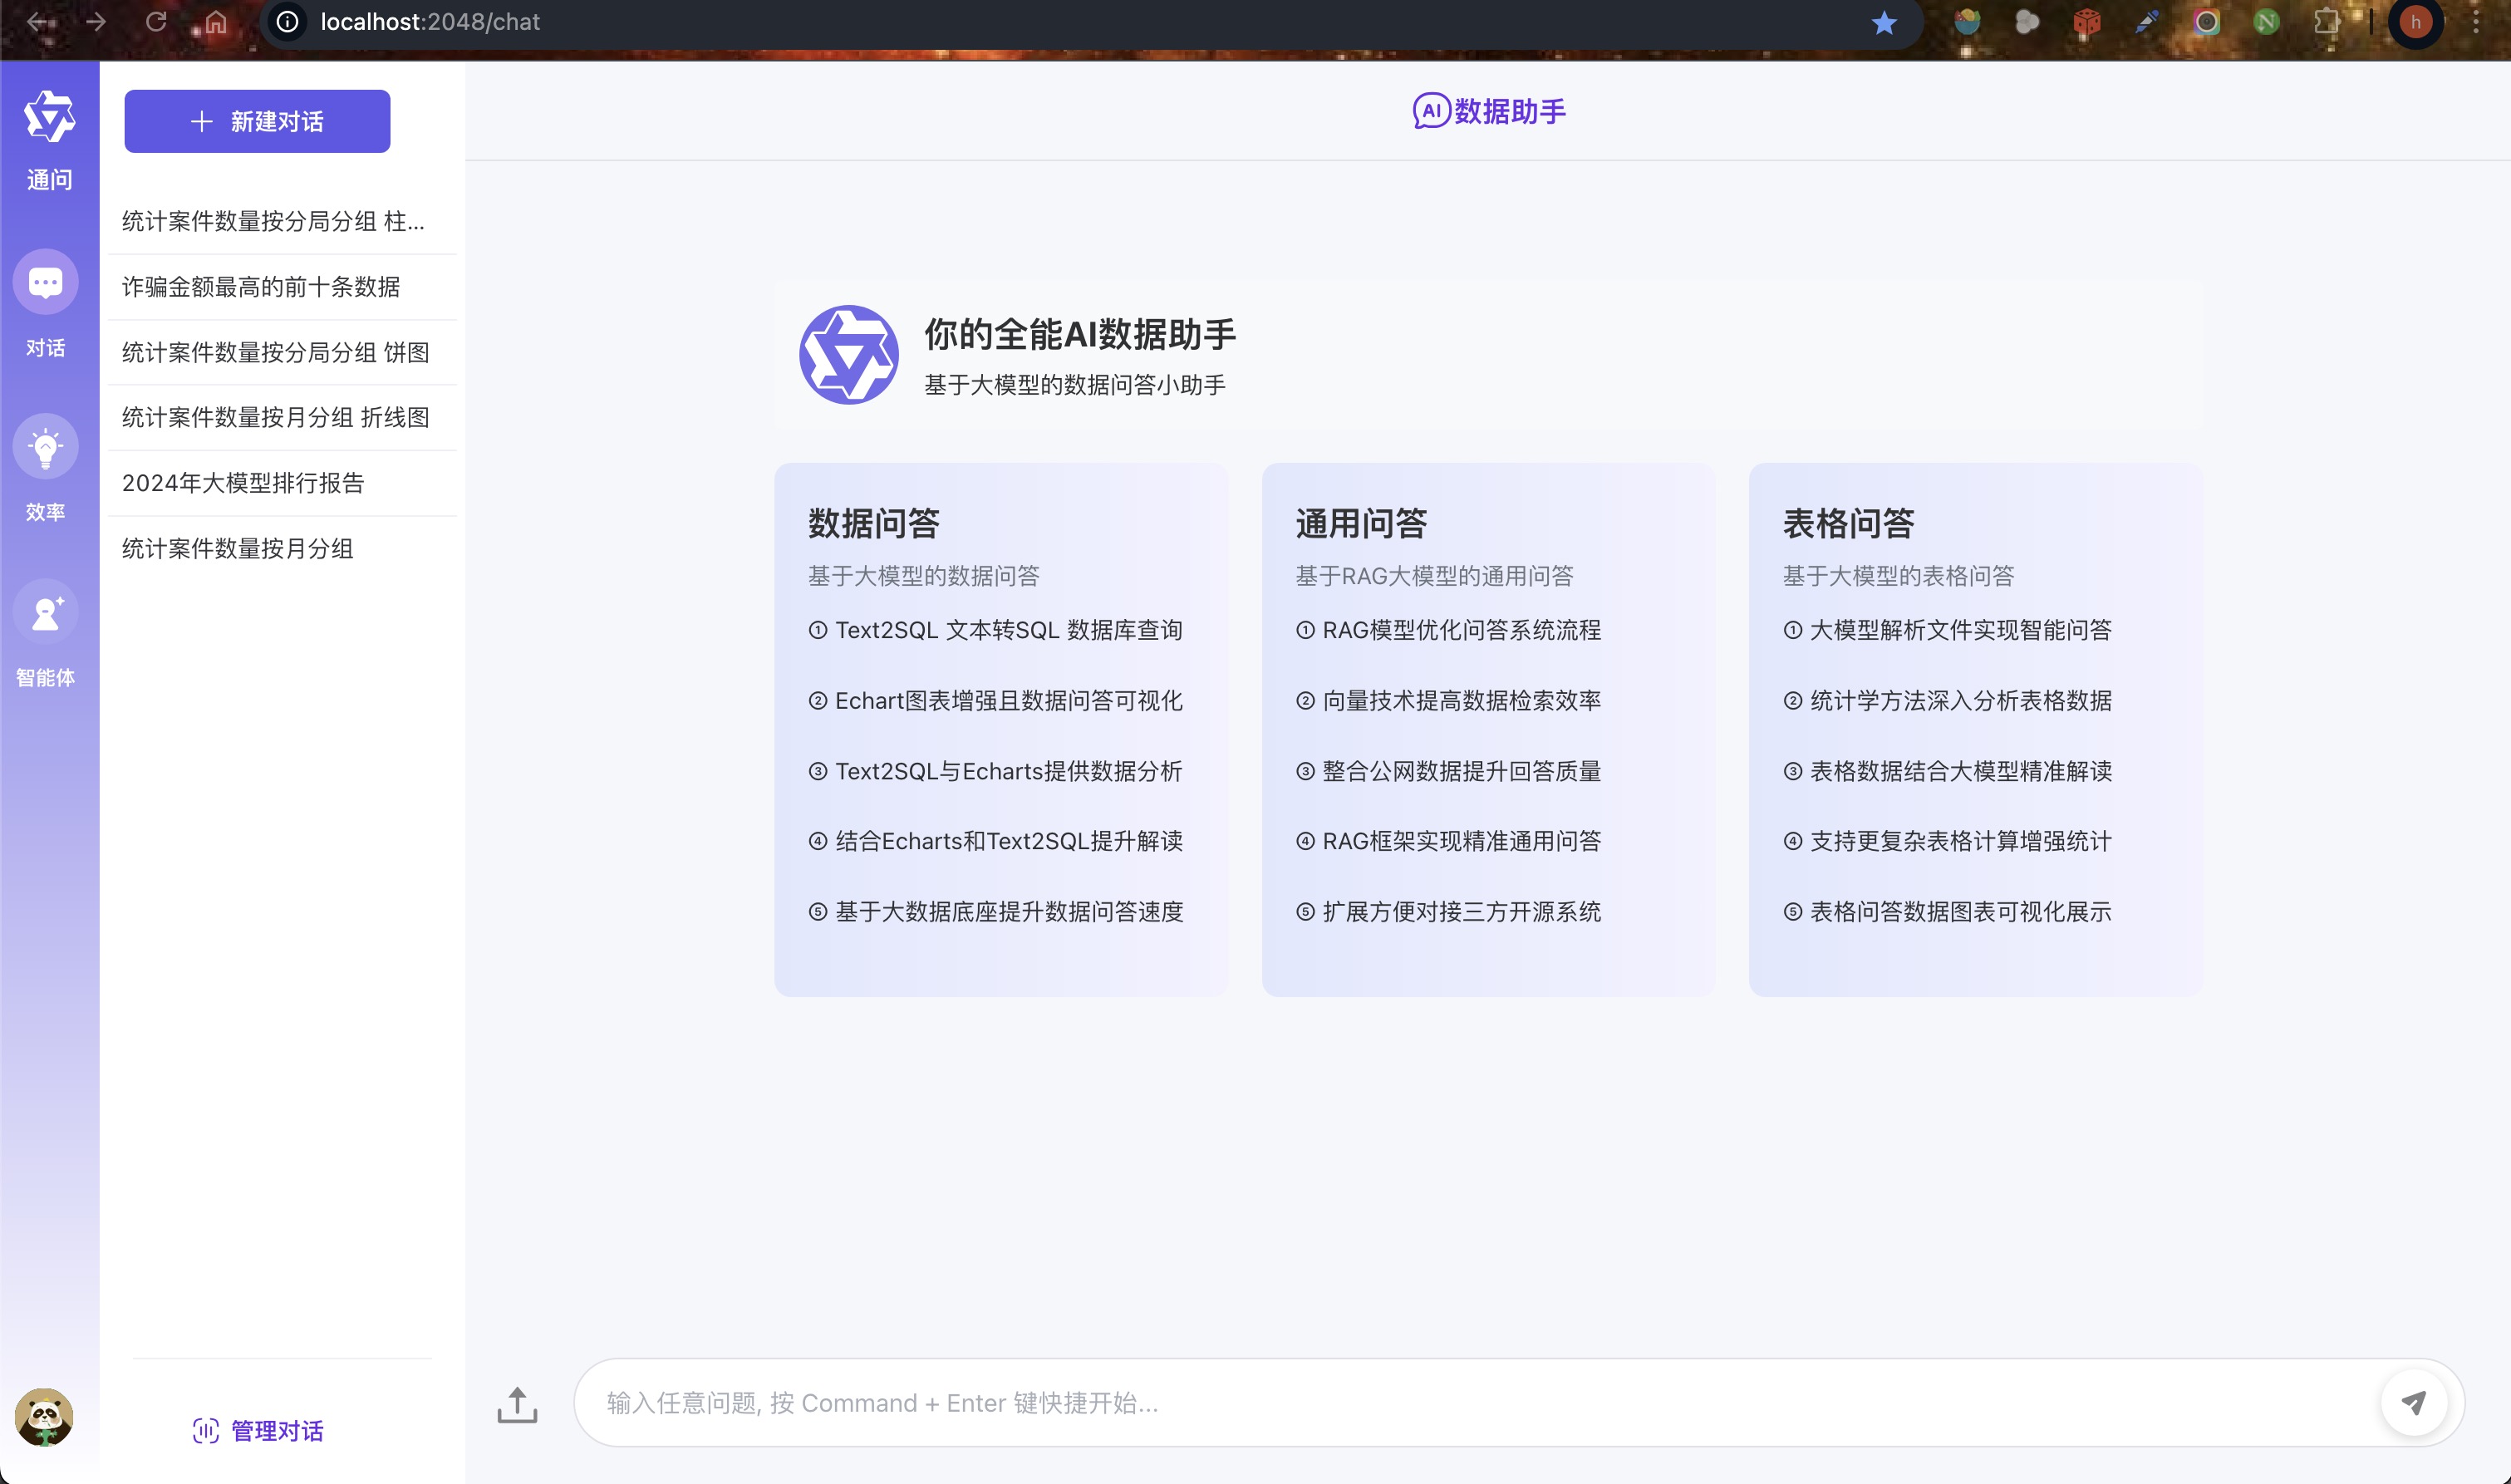 localhost:2048/chat
h
通问
对话
效率
智能体
新建对话
统计案件数量按分局分组 柱...
诈骗金额最高的前十条数据
统计案件数量按分局分组 饼图
统计案件数量按月分组 折线图
2024年大模型排行报告
统计案件数量按月分组
管理对话
AI 数据助手
你的全能AI数据助手
基于大模型的数据问答小助手
数据问答
基于大模型的数据问答
① Text2SQL 文本转SQL 数据库查询
② Echart图表增强且数据问答可视化
③ Text2SQL与Echarts提供数据分析
④ 结合Echarts和Text2SQL提升解读
⑤ 基于大数据底座提升数据问答速度
通用问答
基于RAG大模型的通用问答
① RAG模型优化问答系统流程
② 向量技术提高数据检索效率
③ 整合公网数据提升回答质量
④ RAG框架实现精准通用问答
⑤ 扩展方便对接三方开源系统
表格问答
基于大模型的表格问答
① 大模型解析文件实现智能问答
② 统计学方法深入分析表格数据
③ 表格数据结合大模型精准解读
④ 支持更复杂表格计算增强统计
⑤ 表格问答数据图表可视化展示
输入任意问题, 按 Command + Enter 键快捷开始...